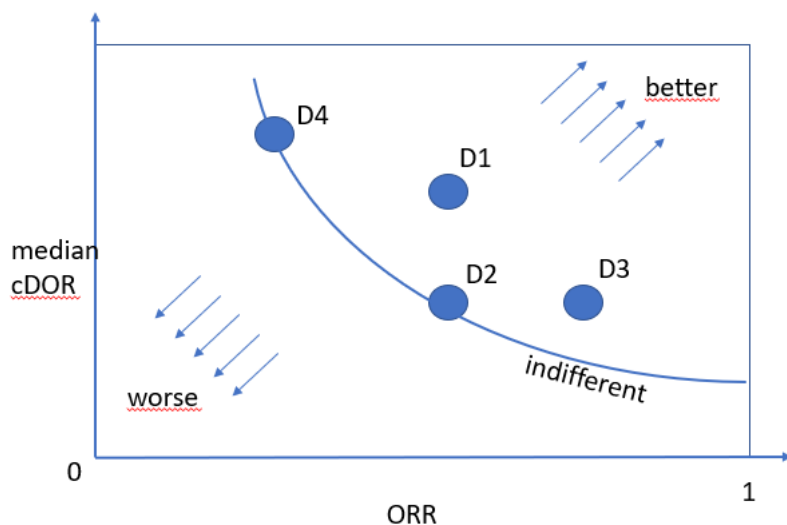 better
D4
D1
median
cDOR
D2
D3
indifferent
worse
0
1
ORR